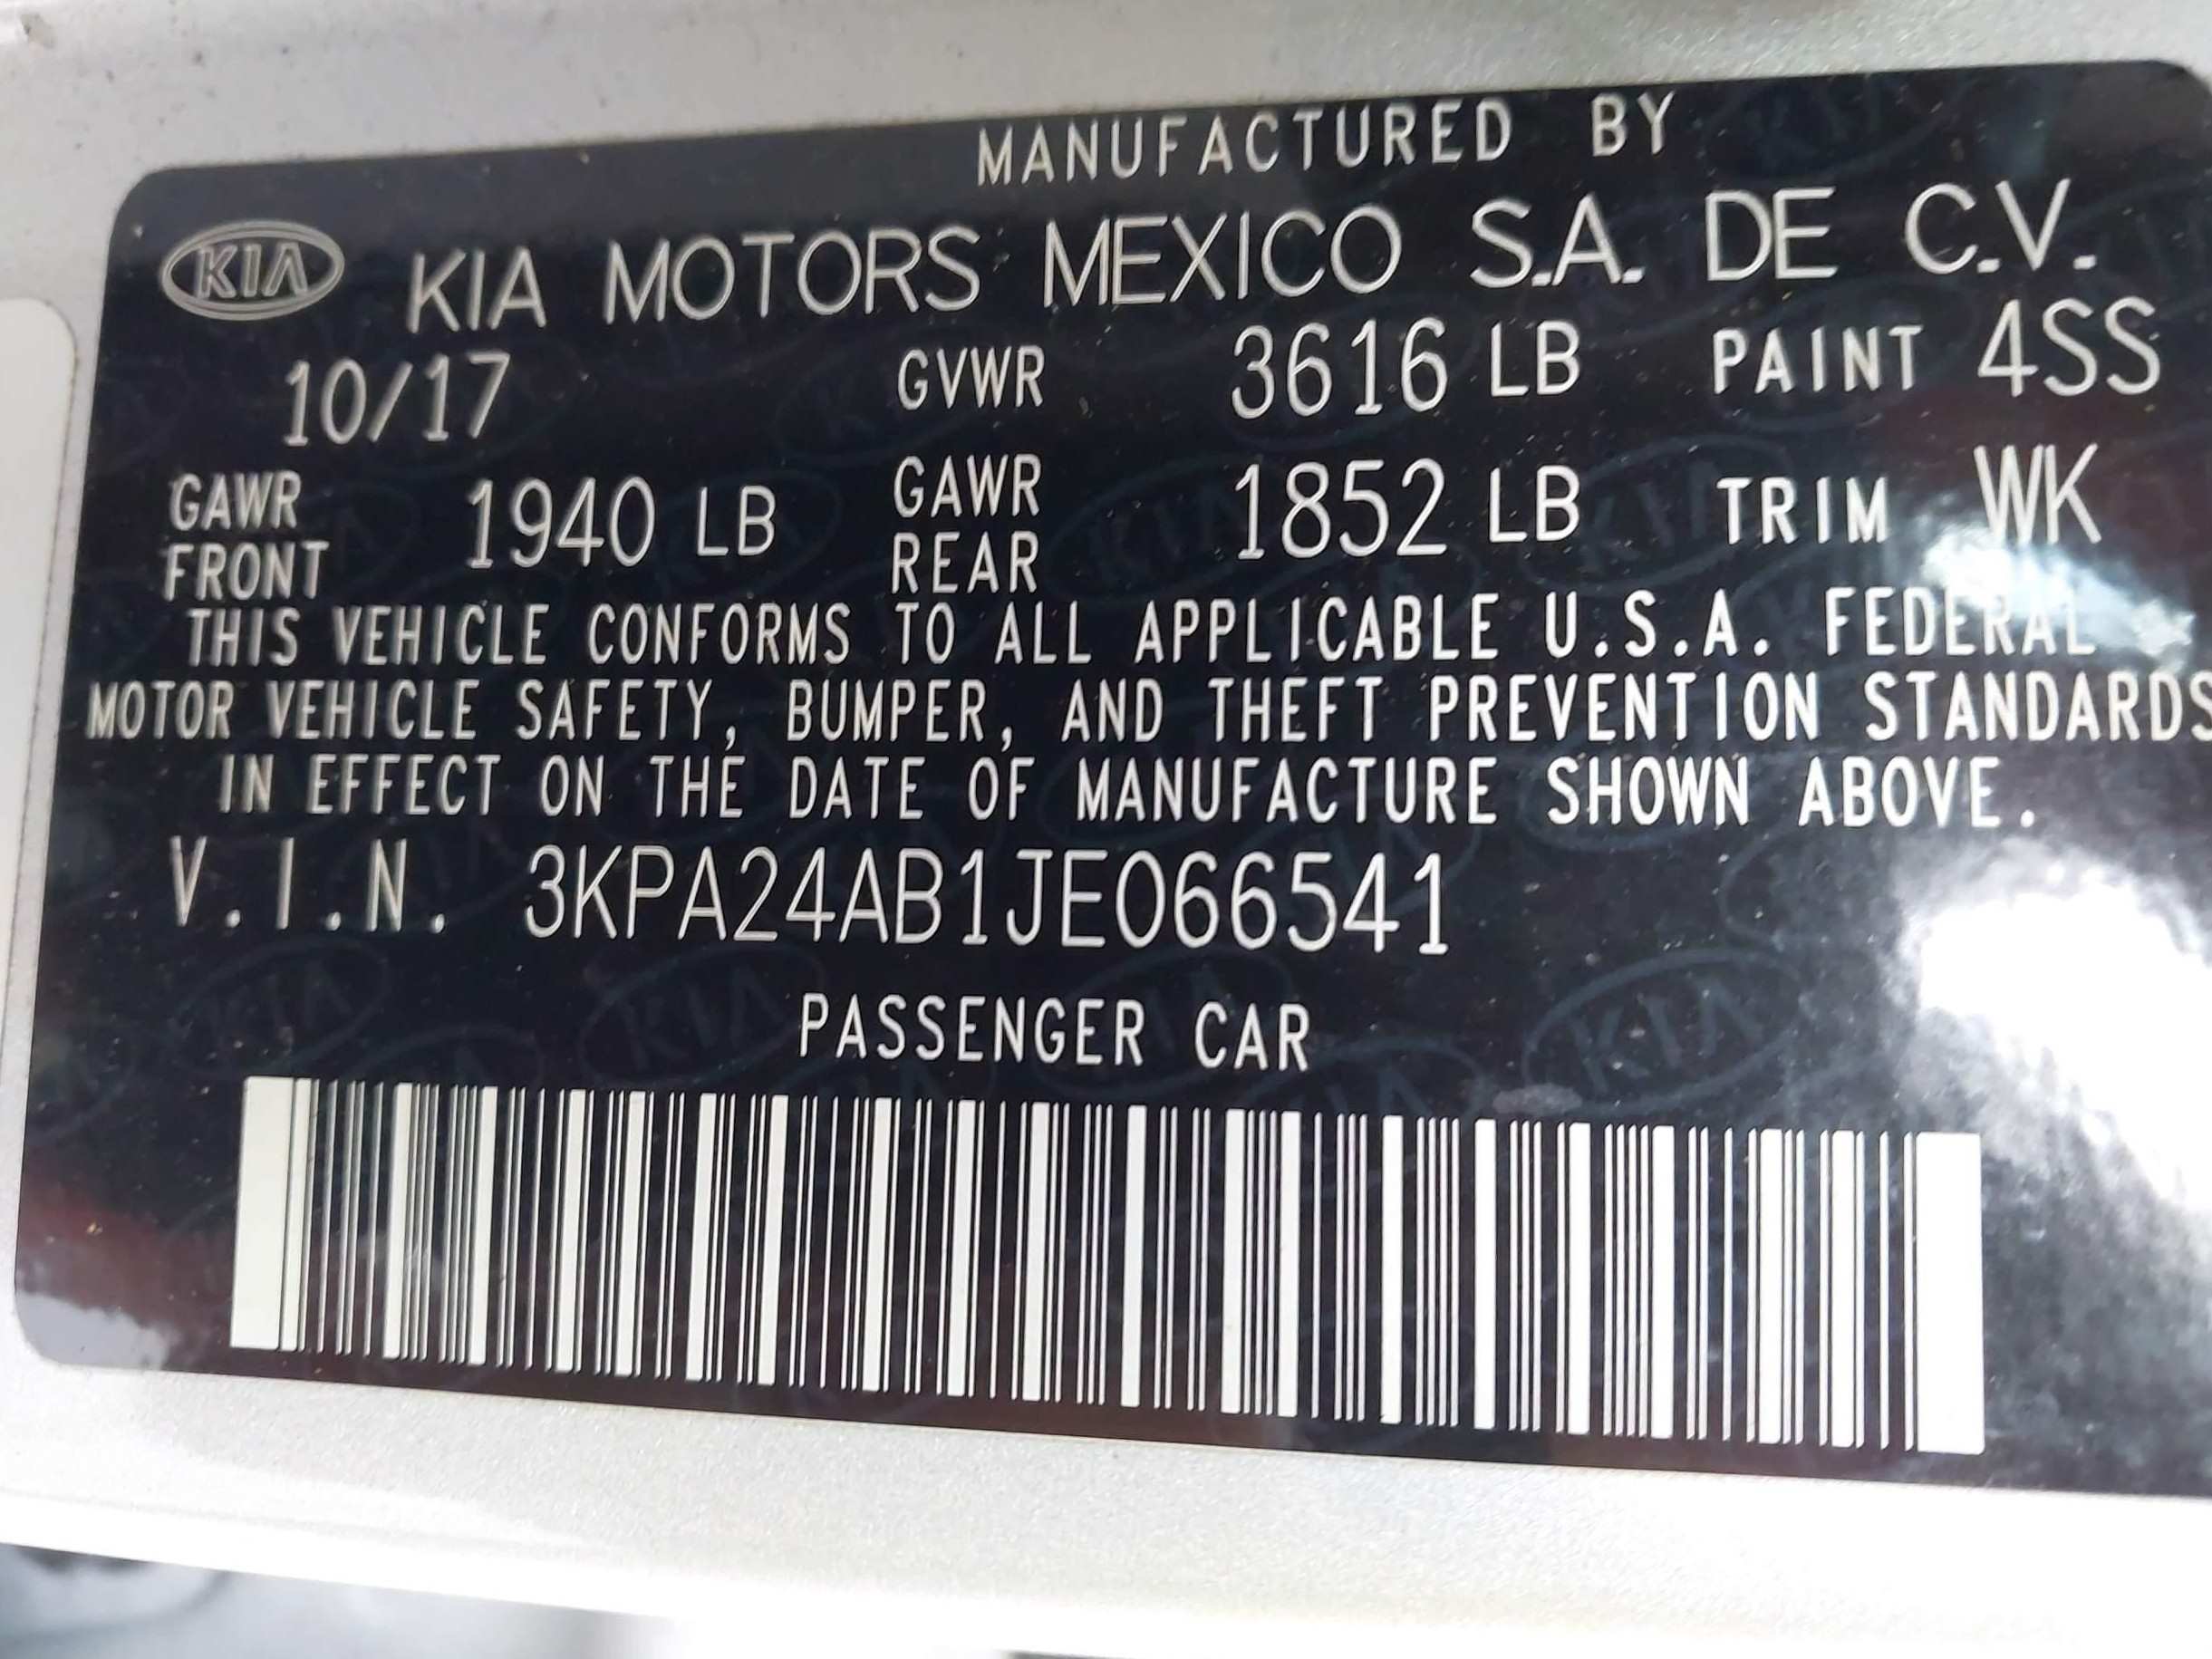 MANUFACTURED BY
KIA KIA MOTORS MEXICO S.A. DE C.V.
10/17 GVWR 3616 LB PAINT 4SS
GAWR FRONT 1940 LB GAWR REAR 1852 LB TRIM WK
THIS VEHICLE CONFORMS TO ALL APPLICABLE U.S.A. FEDERAL
MOTOR VEHICLE SAFETY, BUMPER, AND THEFT PREVENTION STANDARDS
IN EFFECT ON THE DATE OF MANUFACTURE SHOWN ABOVE.
V.I.N. 3KPA24AB1JE066541
PASSENGER CAR